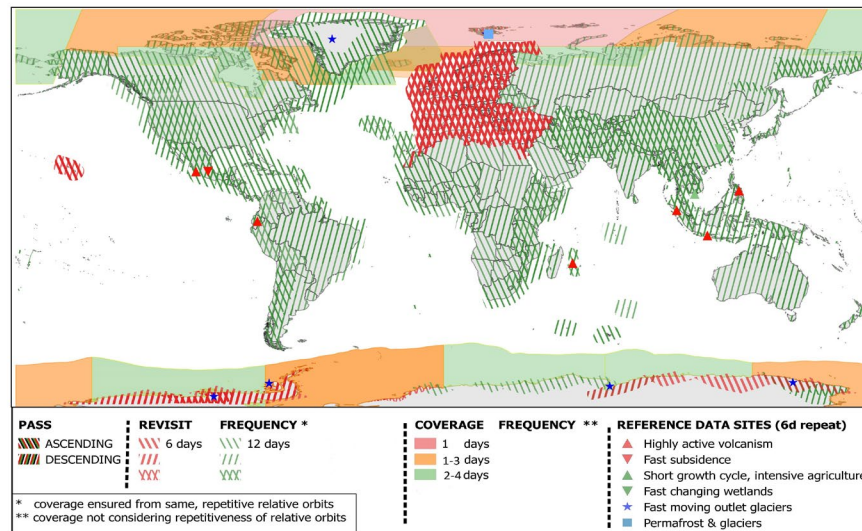 PASS
ASCENDING
DESCENDING
REVISIT FREQUENCY *
6 days 12 days
COVERAGE FREQUENCY **
1 days
1-3 days
2-4 days
REFERENCE DATA SITES (6d repeat)
Highly active volcanism
Fast subsidence
Short growth cycle, intensive agriculture
Fast changing wetlands
Fast moving outlet glaciers
Permafrost & glaciers
* coverage ensured from same, repetitive relative orbits
** coverage not considering repetitiveness of relative orbits